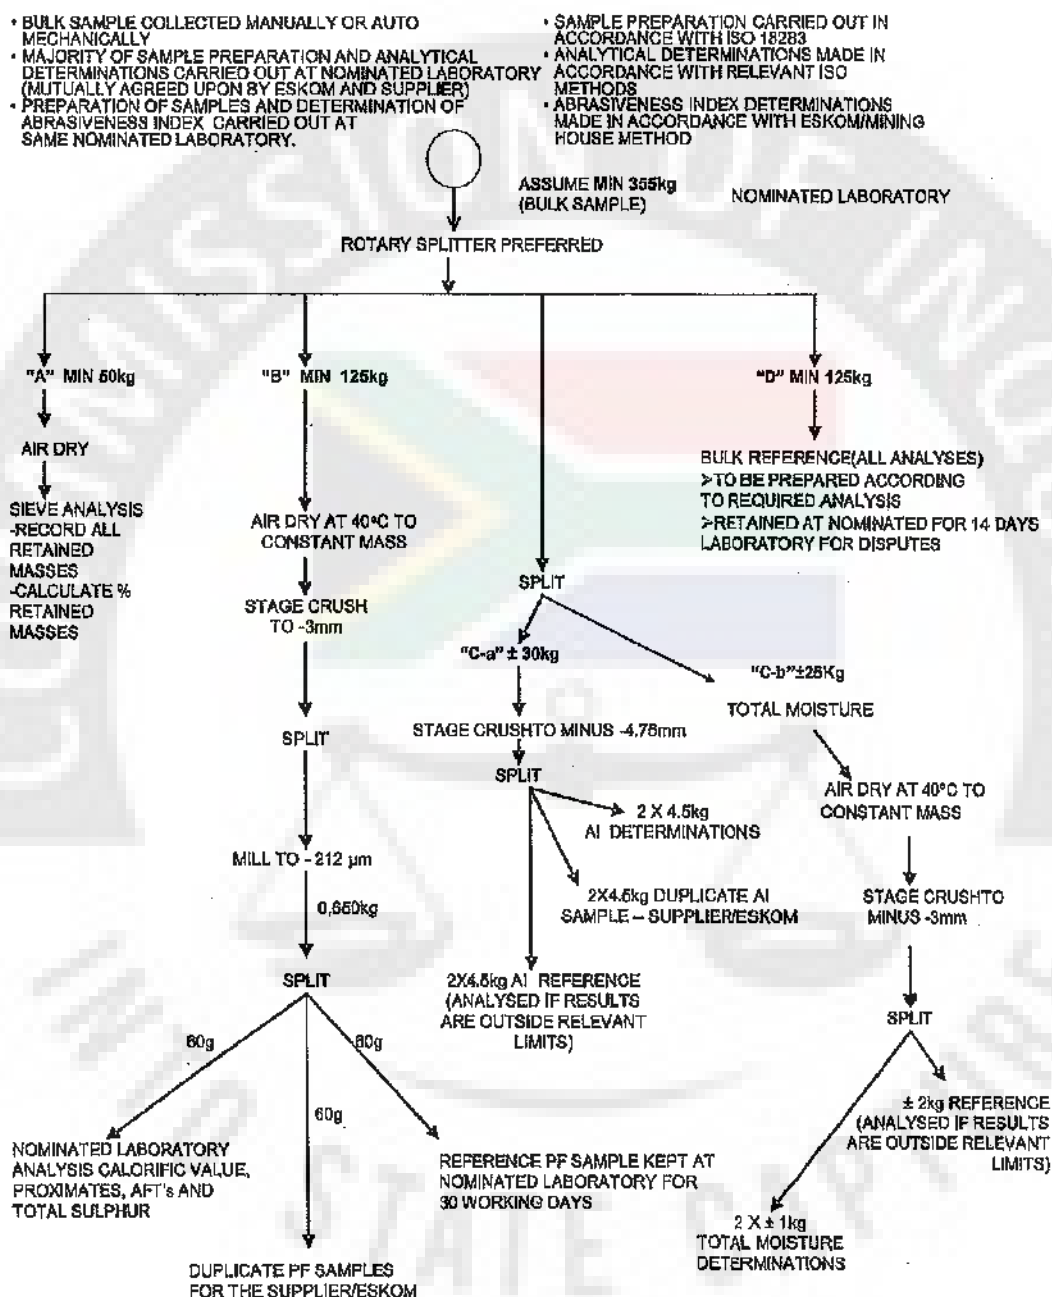 • BULK SAMPLE COLLECTED MANUALLY OR AUTO
MECHANICALLY
• MAJORITY OF SAMPLE PREPARATION AND ANALYTICAL
DETERMINATIONS CARRIED OUT AT NOMINATED LABORATORY
(MUTUALLY AGREED UPON BY ESKOM AND SUPPLIER)
• PREPARATION OF SAMPLES AND DETERMINATION OF
ABRASIVENESS INDEX CARRIED OUT AT
SAME NOMINATED LABORATORY.
• SAMPLE PREPARATION CARRIED OUT IN
ACCORDANCE WITH ISO 18283
• ANALYTICAL DETERMINATIONS MADE IN
ACCORDANCE WITH RELEVANT ISO
METHODS
• ABRASIVENESS INDEX DETERMINATIONS
MADE IN ACCORDANCE WITH ESKOM/MINING
HOUSE METHOD
ASSUME MIN 355kg
(BULK SAMPLE)
NOMINATED LABORATORY
ROTARY SPLITTER PREFERRED
"A" MIN 50kg
"B" MIN 125kg
"D" MIN 125kg
AIR DRY
SIEVE ANALYSIS
-RECORD ALL
RETAINED
MASSES
-CALCULATE %
RETAINED
MASSES
AIR DRY AT 40°C TO
CONSTANT MASS
STAGE CRUSH
TO -3mm
SPLIT
MILL TO - 212 µm
0,650kg
SPLIT
60g
60g
60g
NOMINATED LABORATORY
ANALYSIS CALORIFIC VALUE,
PROXIMATES, AFT's AND
TOTAL SULPHUR
DUPLICATE PF SAMPLES
FOR THE SUPPLIER/ESKOM
REFERENCE PF SAMPLE KEPT AT
NOMINATED LABORATORY FOR
30 WORKING DAYS
BULK REFERENCE(ALL ANALYSES)
>TO BE PREPARED ACCORDING
TO REQUIRED ANALYSIS
>RETAINED AT NOMINATED FOR 14 DAYS
LABORATORY FOR DISPUTES
SPLIT
"C-a" ± 30kg
STAGE CRUSHTO MINUS -4,76mm
SPLIT
2 X 4.5kg
AI DETERMINATIONS
2X4.5kg DUPLICATE AI
SAMPLE – SUPPLIER/ESKOM
2X4.5kg AI REFERENCE
(ANALYSED IF RESULTS
ARE OUTSIDE RELEVANT
LIMITS)
"C-b"±25Kg
TOTAL MOISTURE
AIR DRY AT 40°C TO
CONSTANT MASS
STAGE CRUSHTO
MINUS -3mm
SPLIT
± 2kg REFERENCE
(ANALYSED IF RESULTS
ARE OUTSIDE RELEVANT
LIMITS)
2 X ± 1kg
TOTAL MOISTURE
DETERMINATIONS